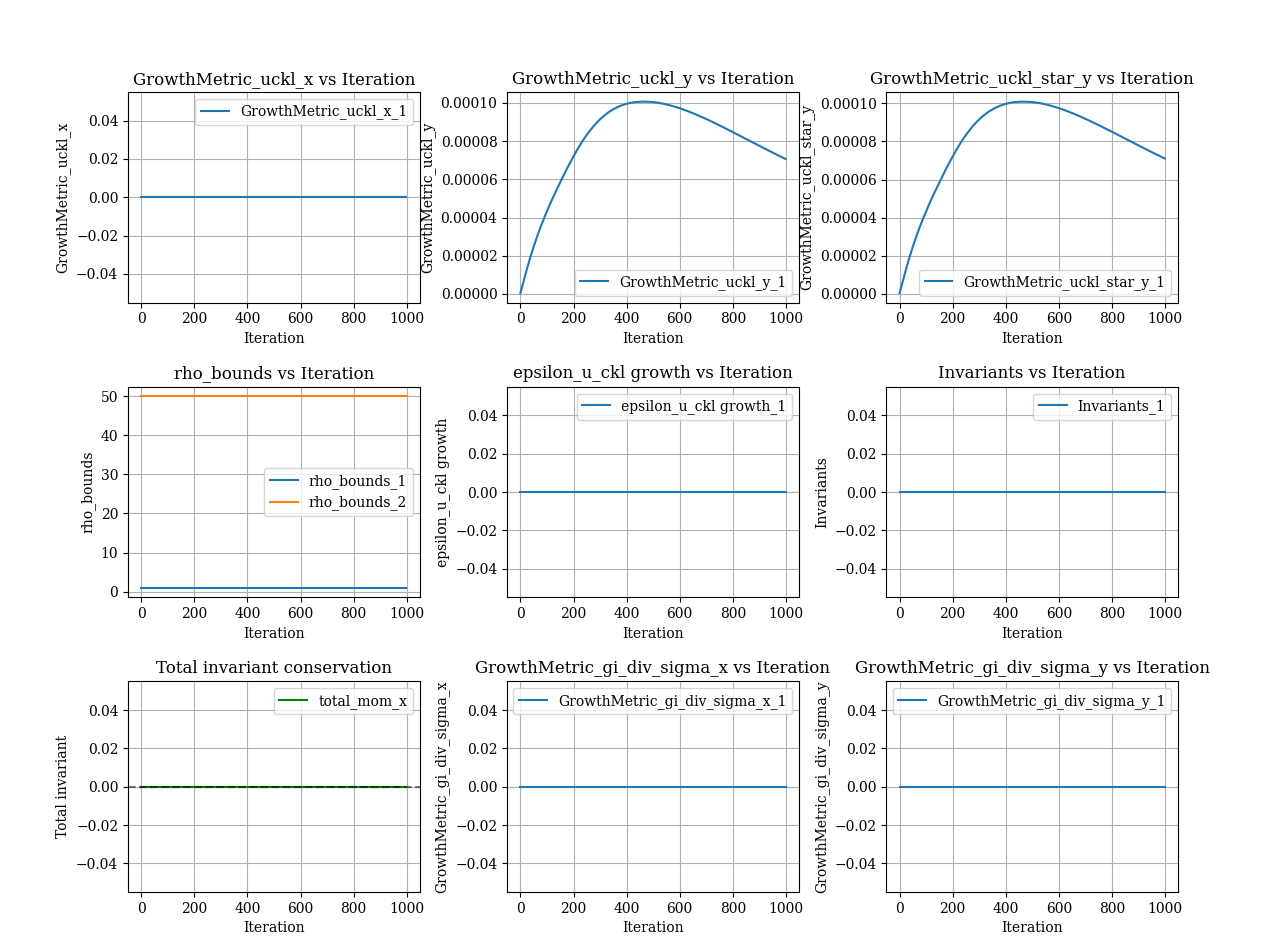 GrowthMetric_uckl_x vs Iteration
GrowthMetric_uckl_x
0.04
0.02
0.00
−0.02
−0.04
GrowthMetric_uckl_x_1
0 200 400 600 800 1000
Iteration
GrowthMetric_uckl_y vs Iteration
GrowthMetric_uckl_y
0.00010
0.00008
0.00006
0.00004
0.00002
0.00000
GrowthMetric_uckl_y_1
0 200 400 600 800 1000
Iteration
GrowthMetric_uckl_star_y vs Iteration
GrowthMetric_uckl_star_y
0.00010
0.00008
0.00006
0.00004
0.00002
0.00000
GrowthMetric_uckl_star_y_1
0 200 400 600 800 1000
Iteration
rho_bounds vs Iteration
rho_bounds
50
40
30
20
10
0
rho_bounds_1
rho_bounds_2
0 200 400 600 800 1000
Iteration
epsilon_u_ckl growth vs Iteration
epsilon_u_ckl growth
0.04
0.02
0.00
−0.02
−0.04
epsilon_u_ckl growth_1
0 200 400 600 800 1000
Iteration
Invariants vs Iteration
Invariants
0.04
0.02
0.00
−0.02
−0.04
Invariants_1
0 200 400 600 800 1000
Iteration
Total invariant conservation
Total invariant
0.04
0.02
0.00
−0.02
−0.04
total_mom_x
0 200 400 600 800 1000
Iteration
GrowthMetric_gi_div_sigma_x vs Iteration
GrowthMetric_gi_div_sigma_x
0.04
0.02
0.00
−0.02
−0.04
GrowthMetric_gi_div_sigma_x_1
0 200 400 600 800 1000
Iteration
GrowthMetric_gi_div_sigma_y vs Iteration
GrowthMetric_gi_div_sigma_y
0.04
0.02
0.00
−0.02
−0.04
GrowthMetric_gi_div_sigma_y_1
0 200 400 600 800 1000
Iteration